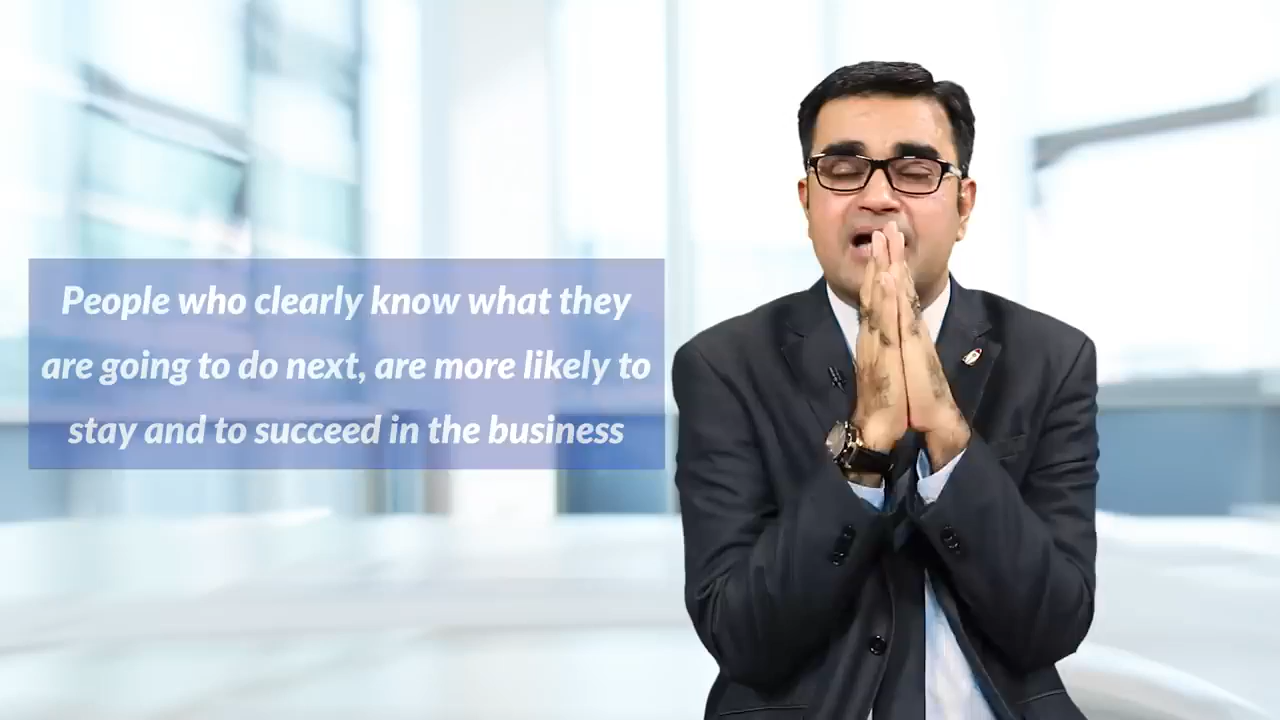 People who clearly know what they
are going to do next, are more likely to
stay and to succeed in the business